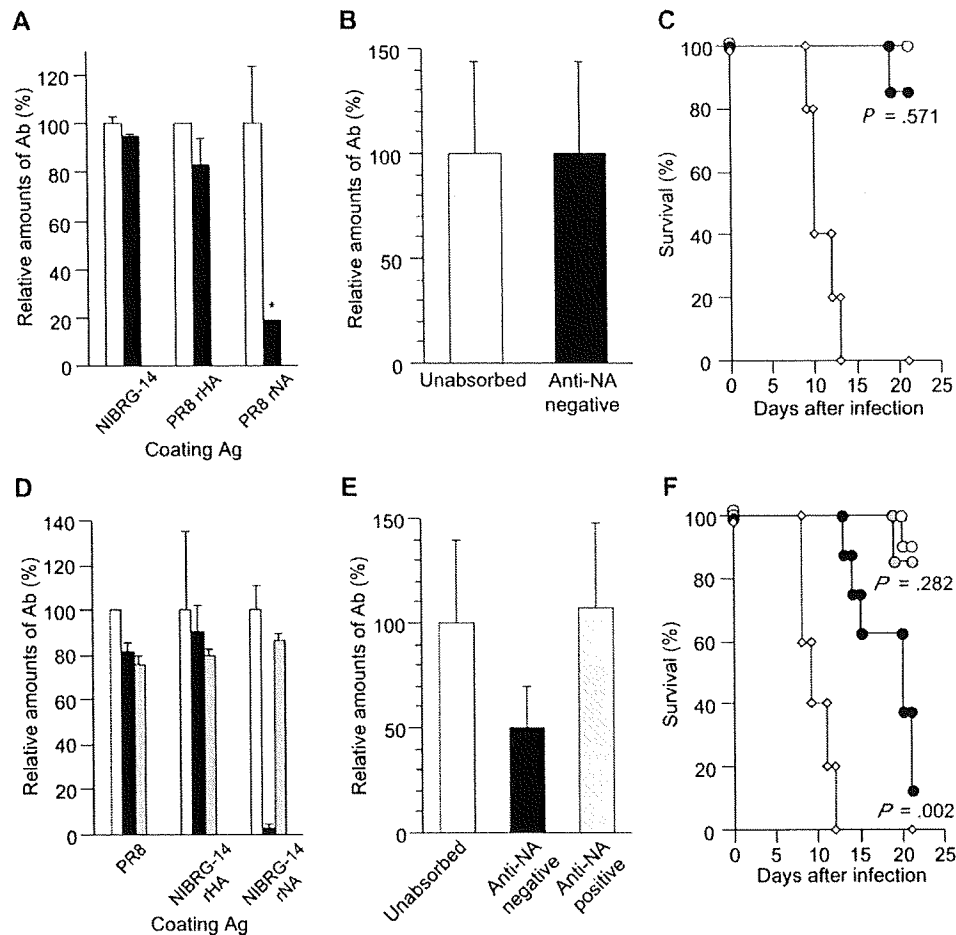 A
Relative amounts of Ab (%)
120
100
80
60
40
20
0
*
NIBRG-14
PR8 rHA
PR8 rNA
Coating Ag
B
Relative amounts of Ab (%)
150
100
50
0
Unabsorbed
Anti-NA negative
C
Survival (%)
100
80
60
40
20
0
P = .571
0
5
10
15
20
25
Days after infection
D
Relative amounts of Ab (%)
140
120
100
80
60
40
20
0
PR8
NIBRG-14 rHA
NIBRG-14 rNA
Coating Ag
E
Relative amounts of Ab (%)
150
100
50
0
Unabsorbed
Anti-NA negative
Anti-NA positive
F
Survival (%)
100
80
60
40
20
0
P = .282
P = .002
0
5
10
15
20
25
Days after infection